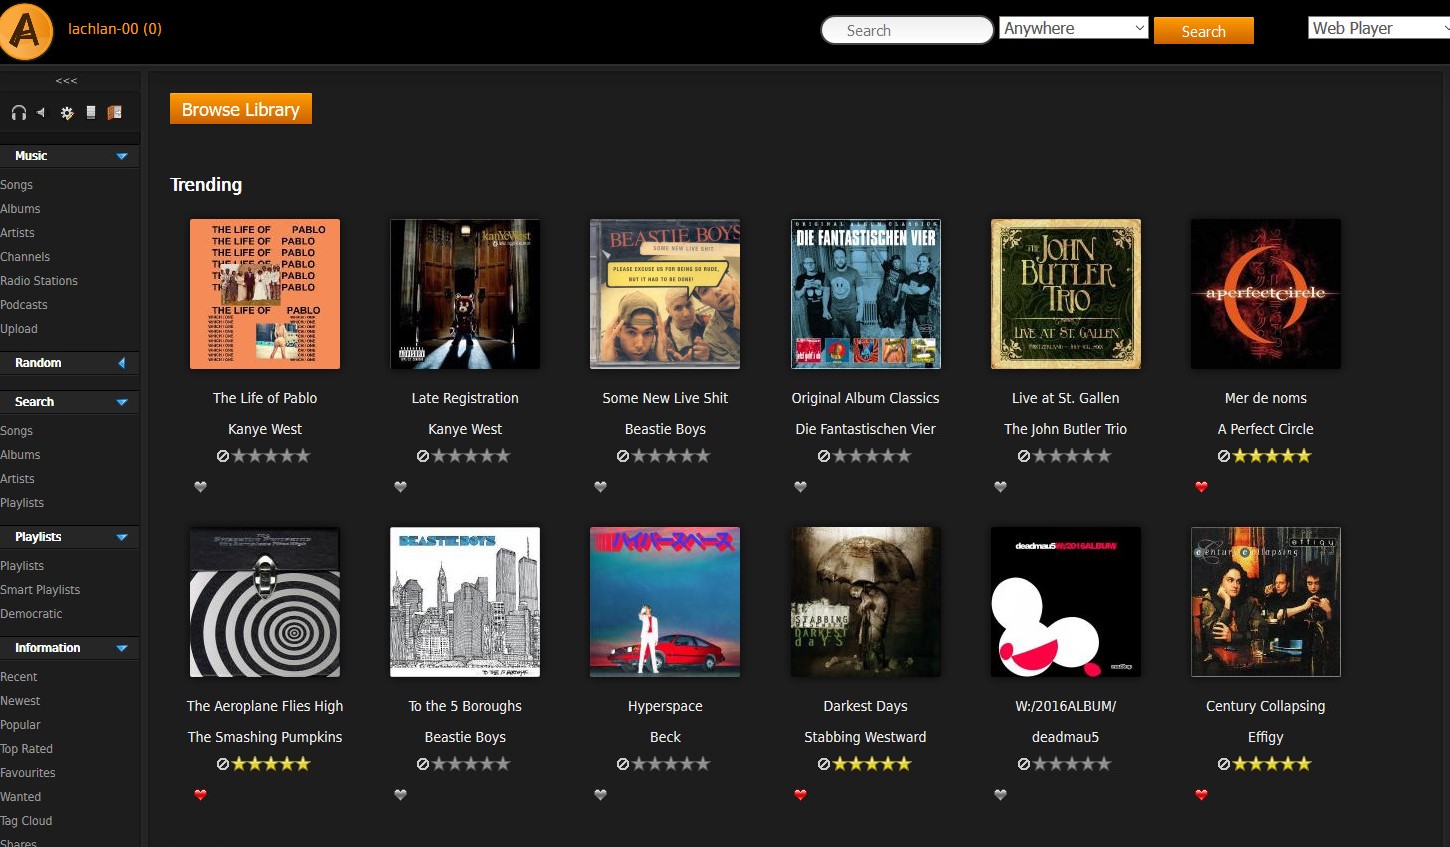 lachlan-00 (0)
Search
Anywhere
Search
Web Player
<<<
Browse Library
Music
Songs
Albums
Artists
Channels
Radio Stations
Podcasts
Upload
Random
Search
Songs
Albums
Artists
Playlists
Playlists
Playlists
Smart Playlists
Democratic
Information
Recent
Newest
Popular
Top Rated
Favourites
Wanted
Tag Cloud
Shares
Trending
THE LIFE OF PABLO
THE LIFE OF PABLO
THE LIFE OF PABLO
THE LIFE OF PABLO
PABLO
PABLO
THE LIFE OF PABLO
The Life of Pablo
Kanye West
KanYeWest
Late Registration
Kanye West
BEASTIE BOYS
SOME NEW LIVE SHIT
PLEASE EXCUSE US FOR BEING SO RUDE,
BUT IT HAD TO BE DONE!
Some New Live Shit
Beastie Boys
ORIGINAL ALBUM CLASSICS
DIE FANTASTISCHEN VIER
Original Album Classics
Die Fantastischen Vier
THE JOHN
BUTLER
TRIO
LIVE AT ST. GALLEN
Live at St. Gallen
The John Butler Trio
aperfectcircle
Mer de noms
A Perfect Circle
The Aeroplane Flies High
The Smashing Pumpkins
BEASTIE BOYS
TO THE 5 BOROUGHS
To the 5 Boroughs
Beastie Boys
ハイパースペース
Hyperspace
Beck
STABBING
WESTWARD
DARKEST
daYS
Darkest Days
Stabbing Westward
deadmau5W:/2016ALBUM/
W:/2016ALBUM/
deadmau5
effigy
century collapsing
Century Collapsing
Effigy